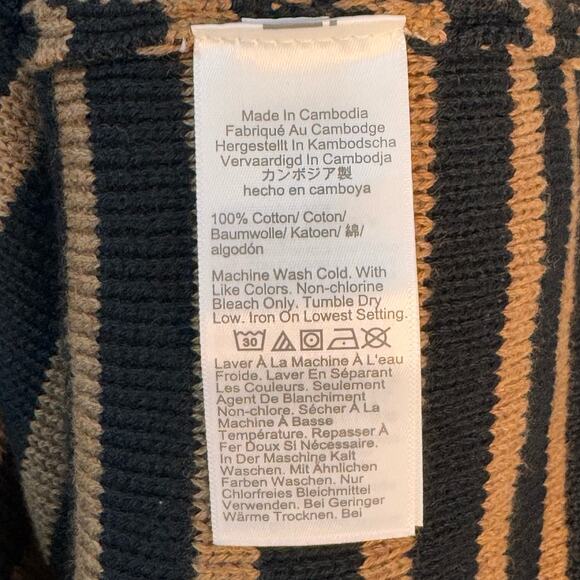 Made In Cambodia
Fabriqué Au Cambodge
Hergestellt In Kambodscha
Vervaardigd In Cambodja
カンボジア製
hecho en camboya
100% Cotton/ Coton/
Baumwolle/ Katoen/ 綿/
algodón
Machine Wash Cold. With
Like Colors. Non-chlorine
Bleach Only. Tumble Dry
Low. Iron On Lowest Setting.
30
Laver À La Machine À L'eau
Froide. Laver En Séparant
Les Couleurs. Seulement
Agent De Blanchiment
Non-chlore. Sécher À La
Machine À Basse
Température. Repasser À
Fer Doux Si Nécessaire.
In Der Maschine Kalt
Waschen. Mit Ähnlichen
Farben Waschen. Nur
Chlorfreies Bleichmittel
Verwenden. Bei Geringer
Wärme Trocknen. Bei